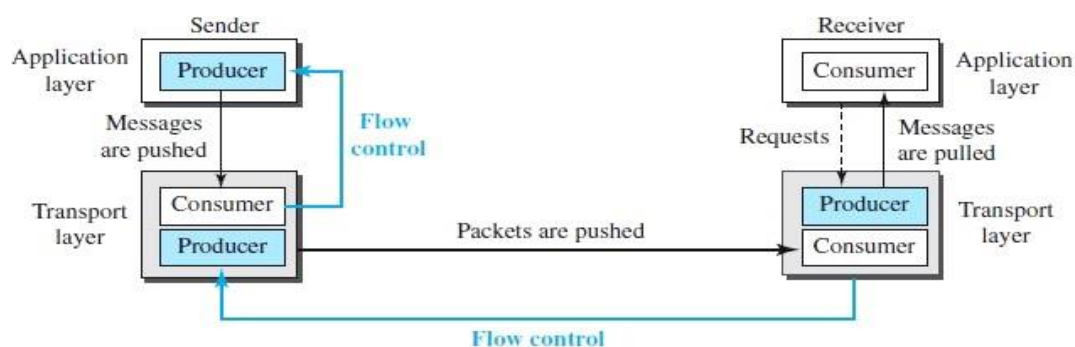 Sender
Application
layer
Producer
Messages
are pushed
Flow
control
Transport
layer
Consumer
Producer
Packets are pushed
Flow control
Receiver
Consumer
Application
layer
Requests
Messages
are pulled
Producer
Consumer
Transport
layer